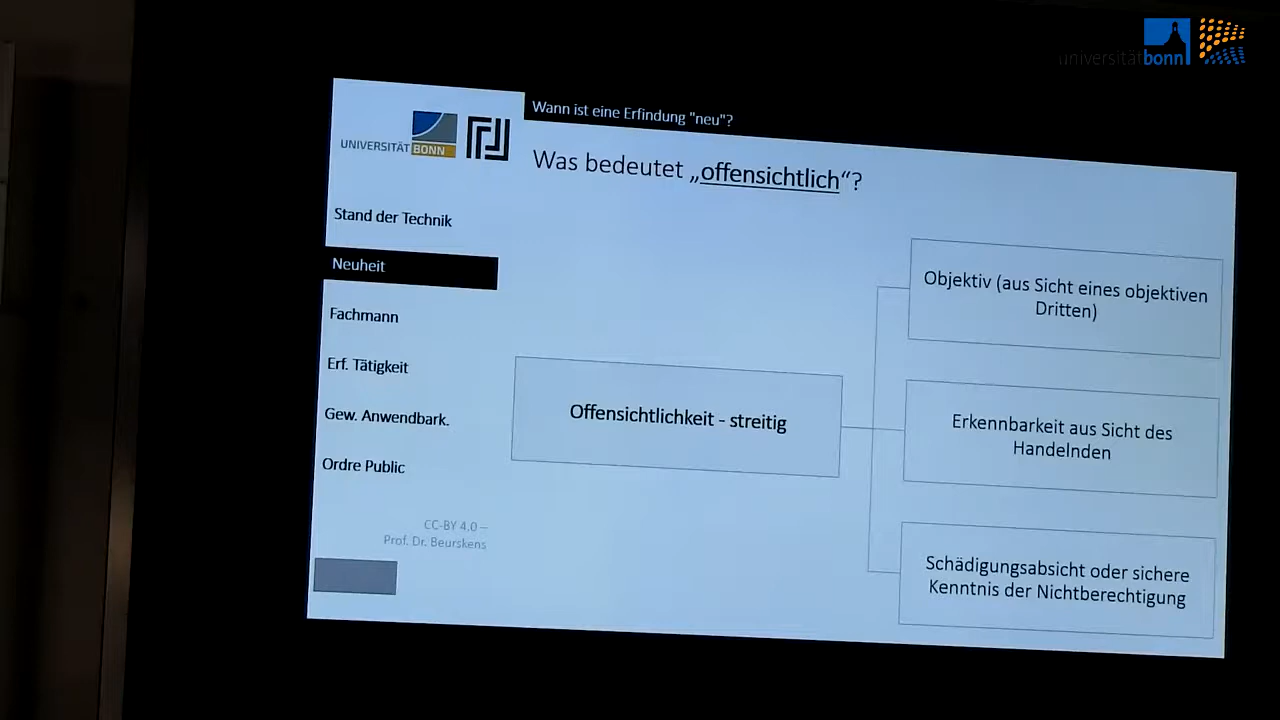 universitätbonn
Wann ist eine Erfindung "neu"?
UNIVERSITÄT BONN
Was bedeutet „offensichtlich“?
Stand der Technik
Neuheit
Fachmann
Erf. Tätigkeit
Gew. Anwendbark.
Ordre Public
CC-BY 4.0 –
Prof. Dr. Beurskens
Offensichtlichkeit - streitig
Objektiv (aus Sicht eines objektiven
Dritten)
Erkennbarkeit aus Sicht des
Handelnden
Schädigungsabsicht oder sichere
Kenntnis der Nichtberechtigung